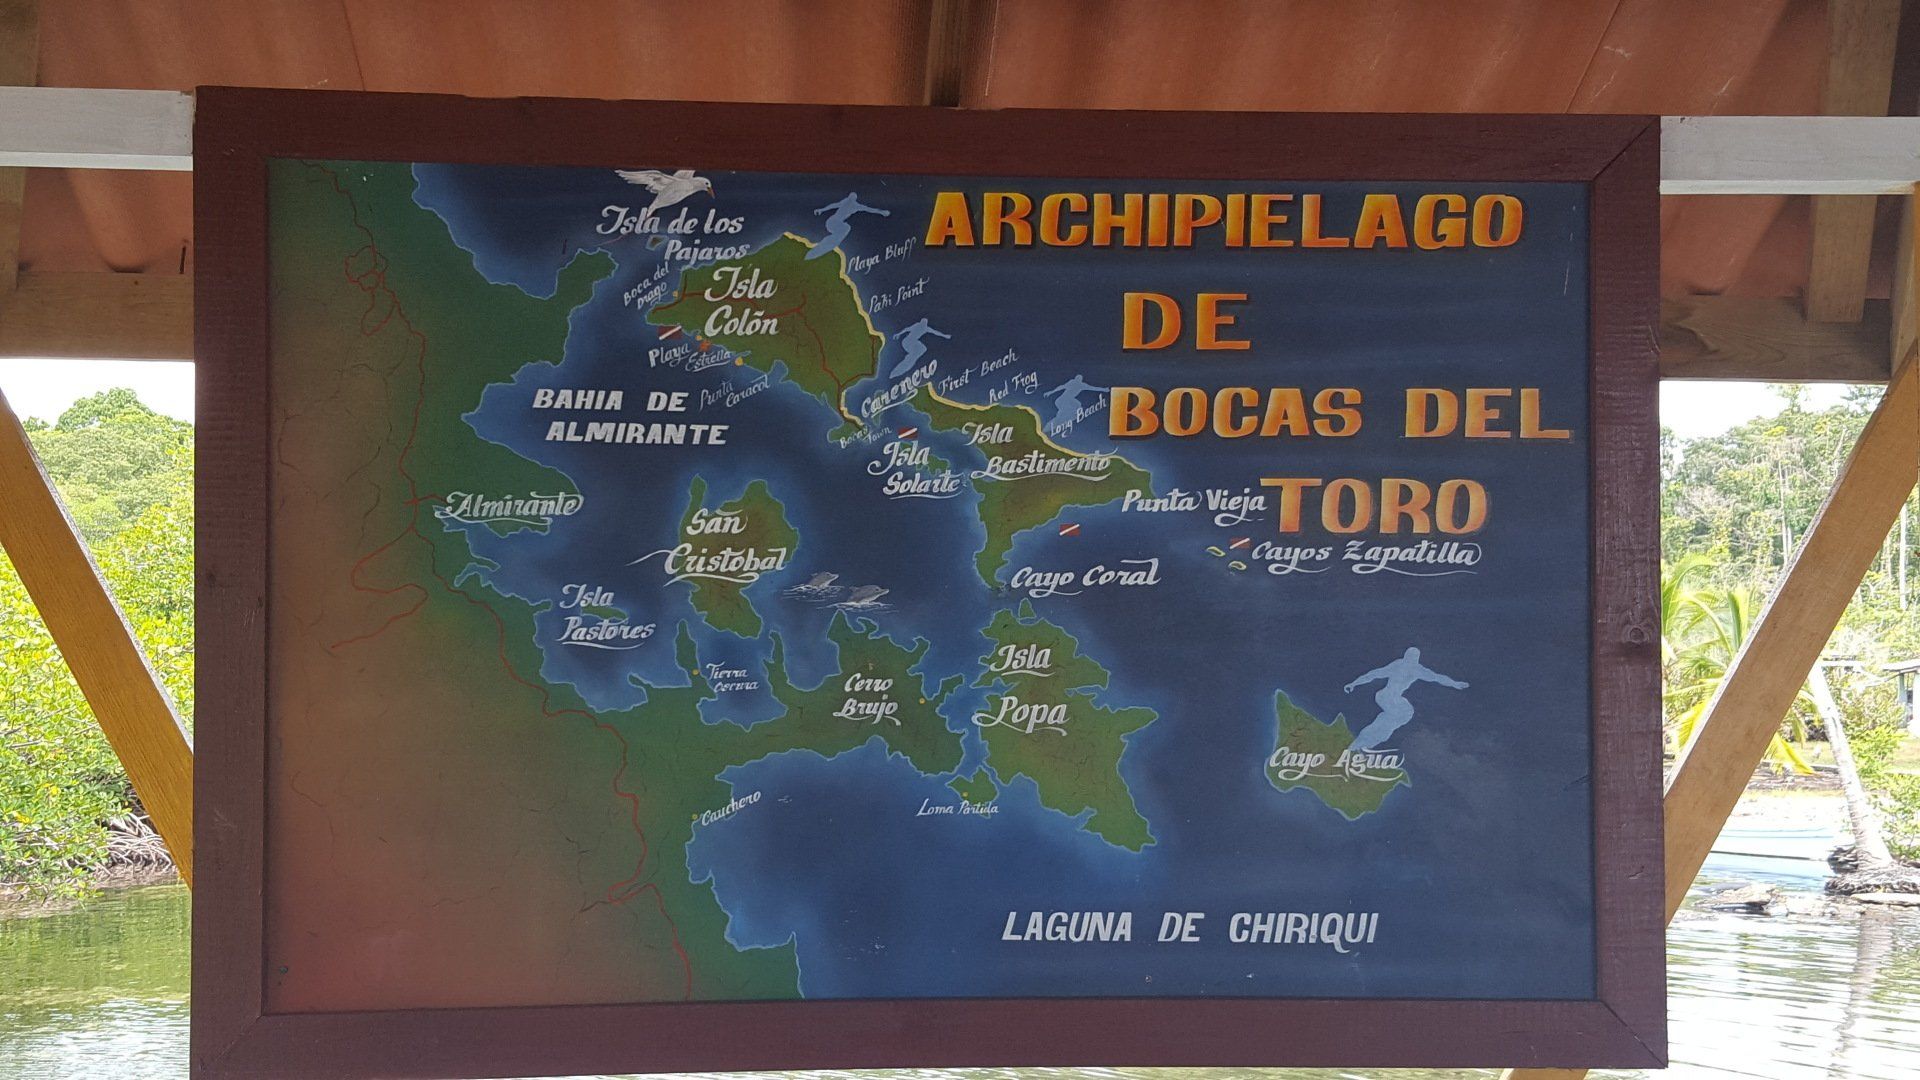 ARCHIPIELAGO
DE
BOCAS DEL
TORO
Isla de los
Pajaros
Boca del
Drago
Isla
Colõn
Playa Bluff
Paki Point
Playa
Estrella
Punta
Caracol
BAHIA DE
ALMIRANTE
Carenero
First Beach
Red Frog
Long Beach
Bocas
Town
Isla
Solarte
Isla
Bastimento
Punta Vieja
Cayos Zapatilla
Almirante
San
Cristobal
Cayo Coral
Isla
Pastores
Tierra
Oscura
Cerro
Brujo
Isla
Popa
Cayo Agua
Cauchero
Loma Partida
LAGUNA DE CHIRIQUI